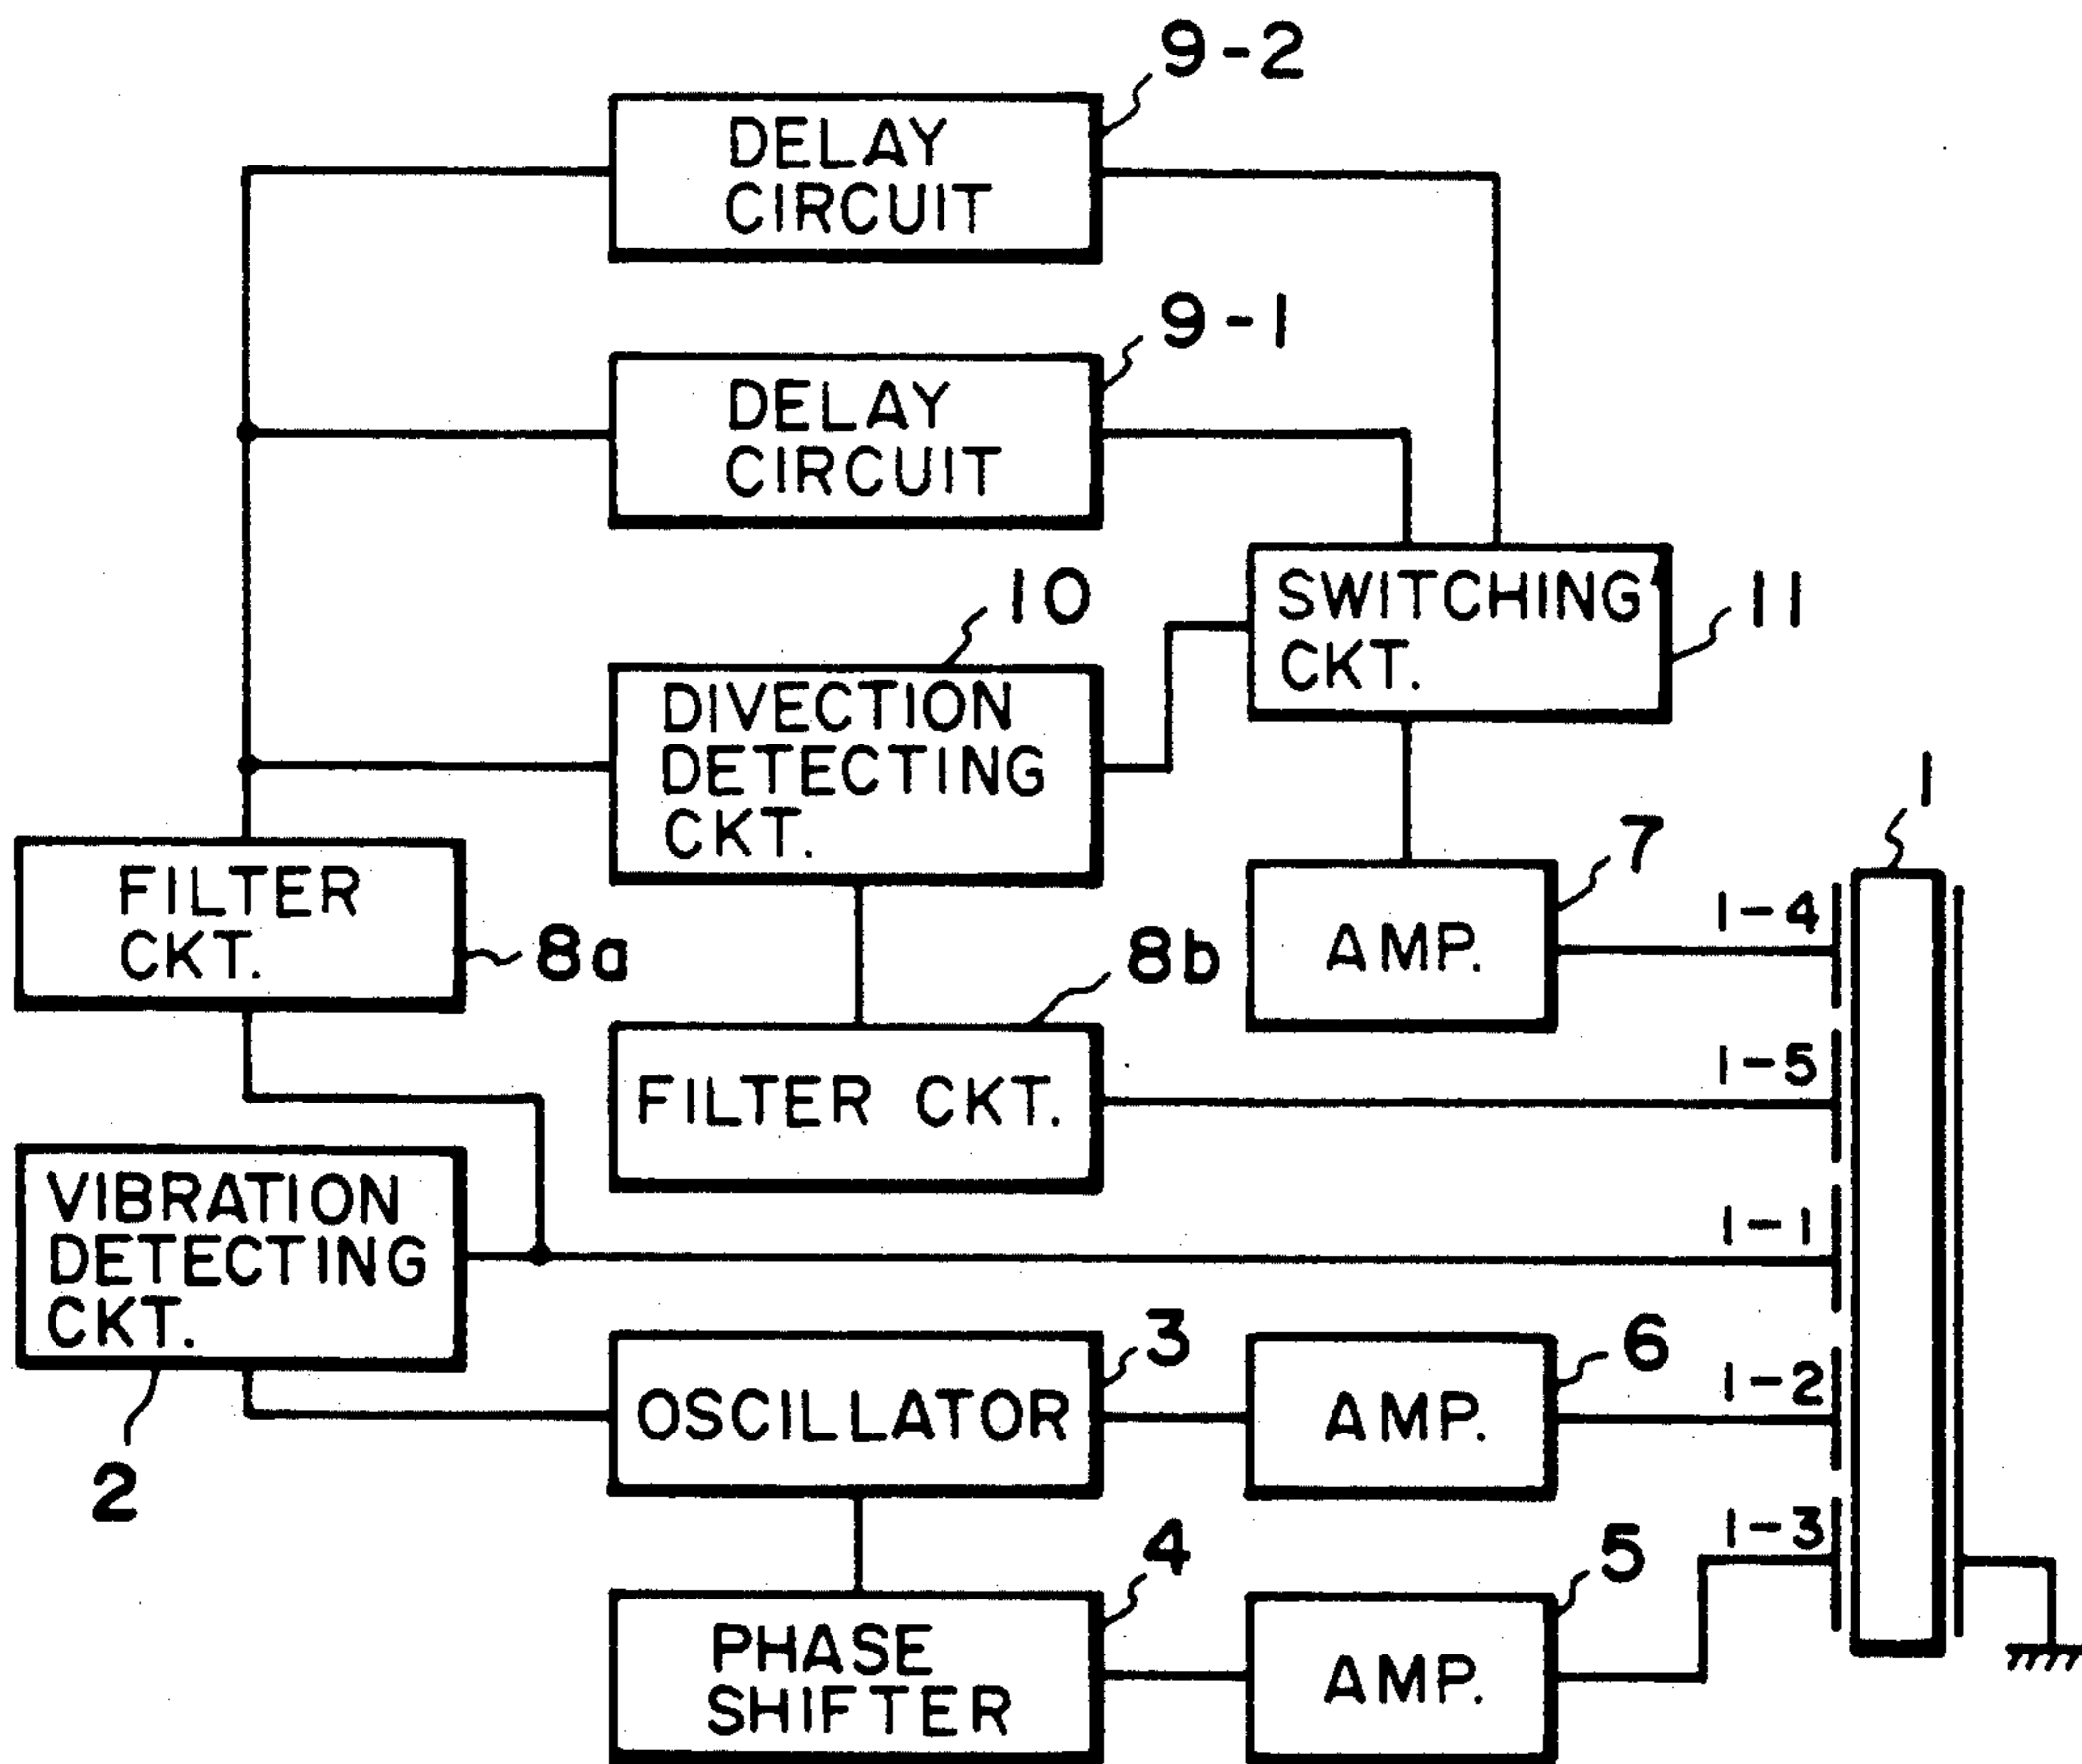 9-2
DELAY
CIRCUIT
9-1
DELAY
CIRCUIT
10
DIVECTION
DETECTING
CKT.
SWITCHING
CKT.
11
1
FILTER
CKT.
8a
7
AMP.
1-4
8b
FILTER CKT.
1-5
VIBRATION
DETECTING
CKT.
2
1-1
3
OSCILLATOR
6
AMP.
1-2
4
PHASE
SHIFTER
5
AMP.
1-3